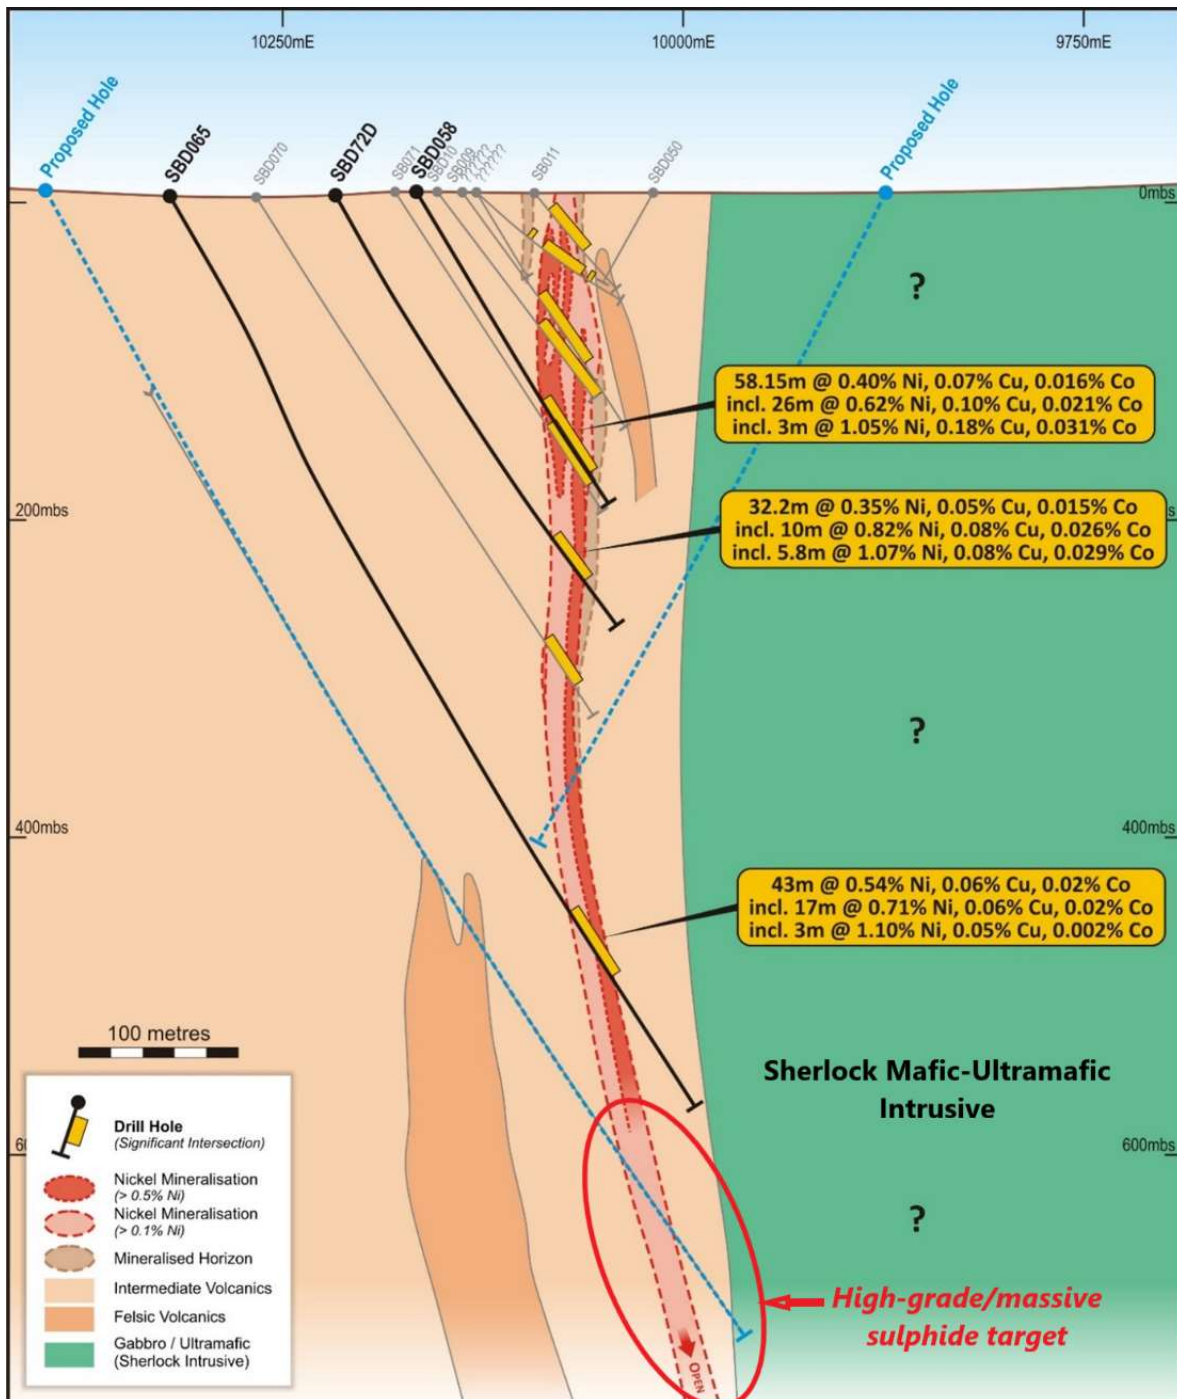 10250mE
10000mE
9750mE
Proposed Hole
SBD065
SBD070
SBD72D
SB071
SBD058
SBD10
SB009
??????
??????
SB011
SBD050
Proposed Hole
0mbs
?
58.15m @ 0.40% Ni, 0.07% Cu, 0.016% Co
incl. 26m @ 0.62% Ni, 0.10% Cu, 0.021% Co
incl. 3m @ 1.05% Ni, 0.18% Cu, 0.031% Co
200mbs
32.2m @ 0.35% Ni, 0.05% Cu, 0.015% Co
incl. 10m @ 0.82% Ni, 0.08% Cu, 0.026% Co
incl. 5.8m @ 1.07% Ni, 0.08% Cu, 0.029% Co
?
400mbs
400mbs
43m @ 0.54% Ni, 0.06% Cu, 0.02% Co
incl. 17m @ 0.71% Ni, 0.06% Cu, 0.02% Co
incl. 3m @ 1.10% Ni, 0.05% Cu, 0.002% Co
100 metres
Sherlock Mafic-Ultramafic
Intrusive
600mbs
?
Drill Hole
(Significant Intersection)
Nickel Mineralisation
(> 0.5% Ni)
Nickel Mineralisation
(> 0.1% Ni)
Mineralised Horizon
Intermediate Volcanics
Felsic Volcanics
Gabbro / Ultramafic
(Sherlock Intrusive)
High-grade/massive
sulphide target
OPEN